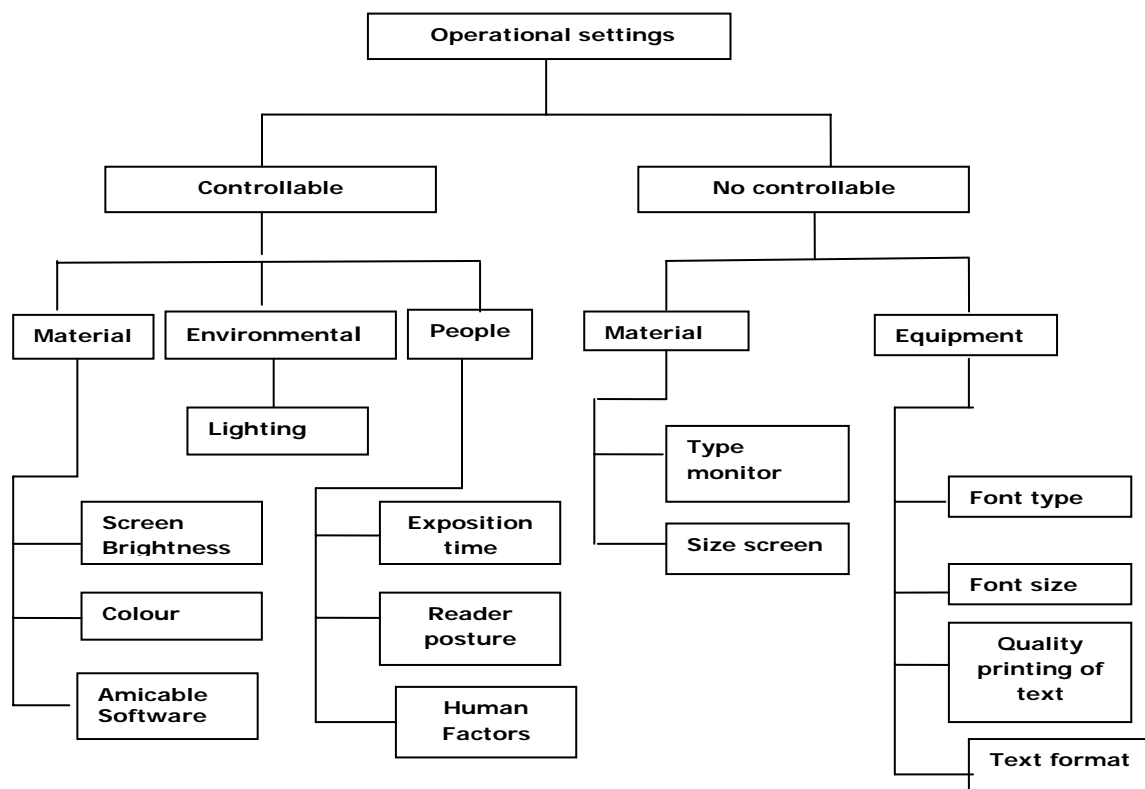 Operational settings
Controllable
No controllable
Material
Environmental
People
Material
Equipment
Lighting
Screen
Brightness
Colour
Amicable
Software
Exposition
time
Reader
posture
Human
Factors
Type
monitor
Size screen
Font type
Font size
Quality
printing of
text
Text format